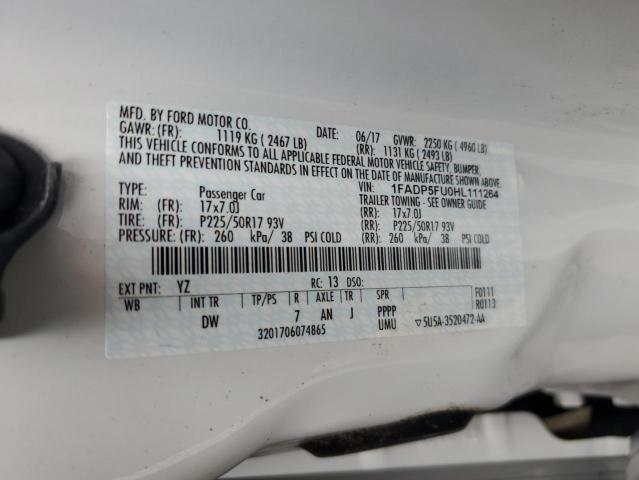 MFD. BY FORD MOTOR CO.
DATE: 06/17 GVWR: 2250 KG ( 4960 LB)
GAWR: (FR): 1119 KG ( 2467 LB) (RR): 1131 KG ( 2493 LB)
THIS VEHICLE CONFORMS TO ALL APPLICABLE FEDERAL MOTOR VEHICLE SAFETY, BUMPER,
AND THEFT PREVENTION STANDARDS IN EFFECT ON THE DATE OF MANUFACTURE SHOWN ABOVE.
VIN: 1FADP5FU0HL111264
TYPE: Passenger Car TRAILER TOWING - SEE OWNER GUIDE
RIM: (FR): 17x7.0J (RR): 17x7.0J
TIRE: (FR): P225/50R17 93V (RR): P225/50R17 93V
PRESSURE: (FR): 260 kPa/ 38 PSI COLD (RR): 260 kPa/ 38 PSI COLD
EXT PNT: YZ RC: 13 DSO:
WB INT TR TP/PS R AXLE TR SPR F0111
R0113
DW 7 AN J PPPP
3201706074865 UMU ▽5U5A-3520472-AA